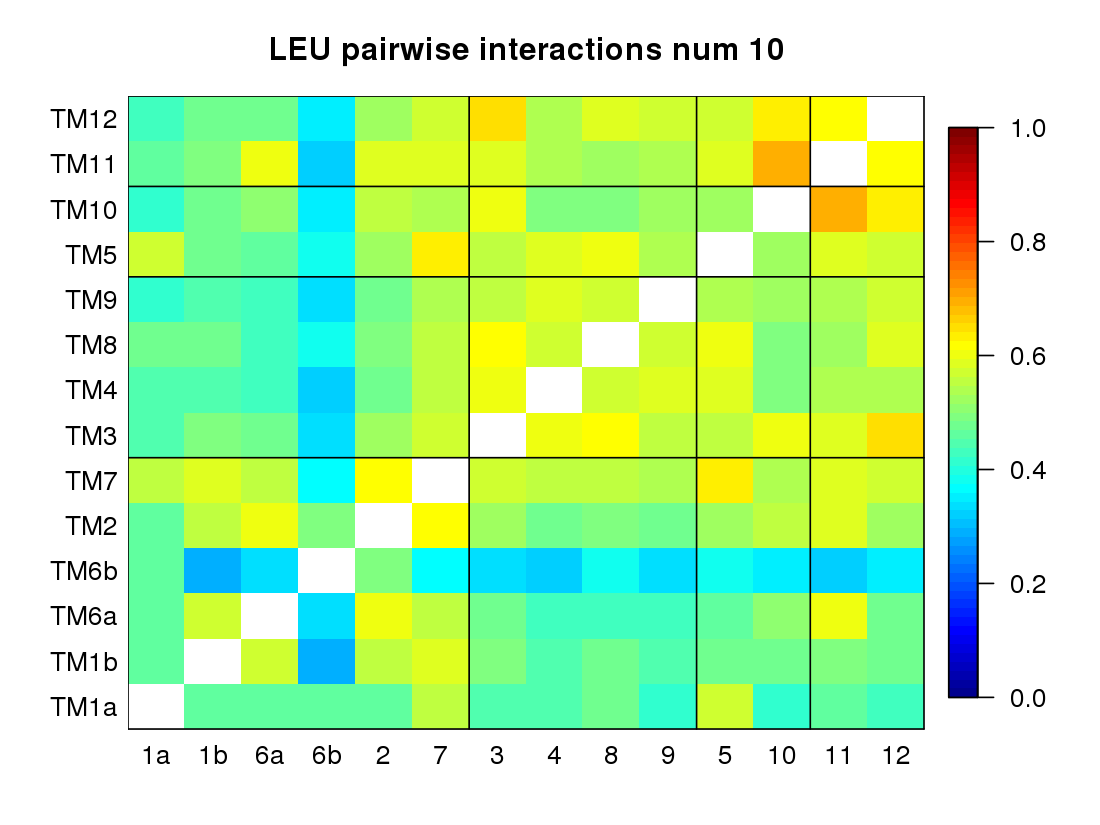 LEU pairwise interactions num 10
TM12
TM11
TM10
TM5
TM9
TM8
TM4
TM3
TM7
TM2
TM6b
TM6a
TM1b
TM1a
1a 1b 6a 6b 2 7 3 4 8 9 5 10 11 12
1.0
0.8
0.6
0.4
0.2
0.0